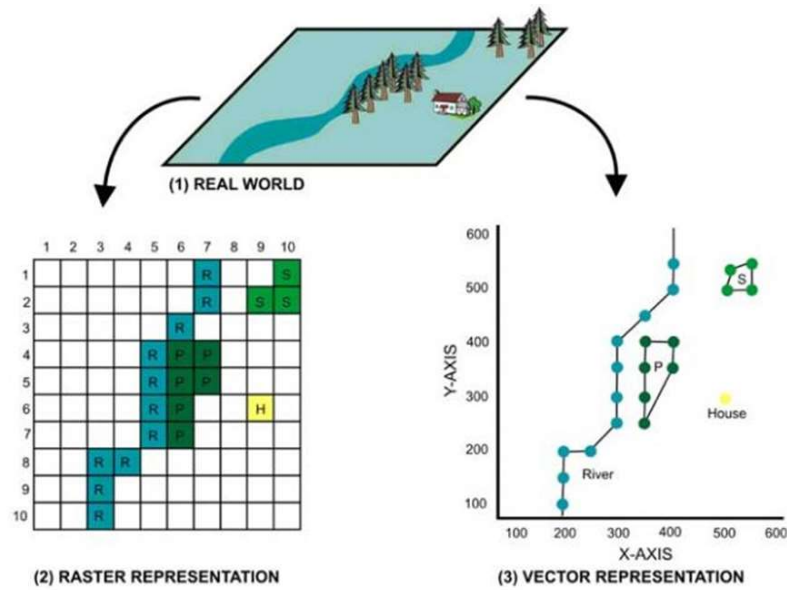 (1) REAL WORLD
1 2 3 4 5 6 7 8 9 10
1 R S
2 R S S
3 R
4 R P P
5 R P P
6 R P H
7 R P
8 R R
9 R
10 R
(2) RASTER REPRESENTATION
600
500
400
300
200
100
Y-AXIS
S
P
House
River
100 200 300 400 500 600
X-AXIS
(3) VECTOR REPRESENTATION